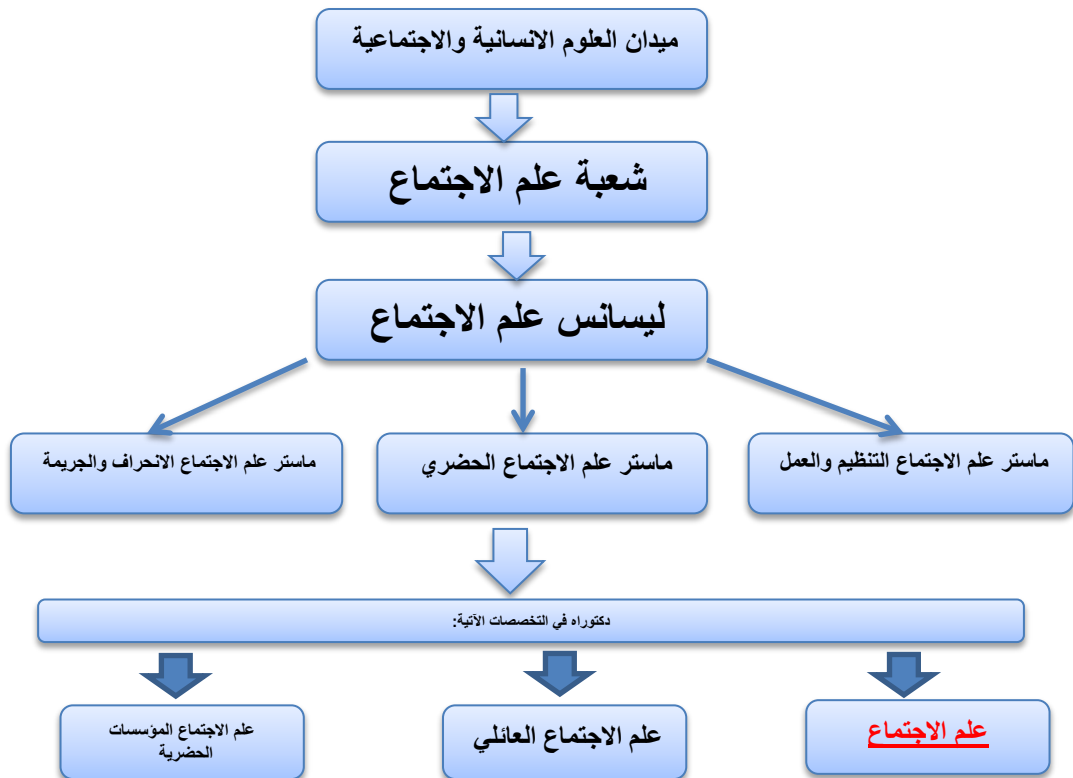 ميدان العلوم الانسانية والاجتماعية
شعبة علم الاجتماع
ليسانس علم الاجتماع
ماستر علم الاجتماع التنظيم والعمل
ماستر علم الاجتماع الحضري
ماستر علم الاجتماع الانحراف والجريمة
دكتوراه في التخصصات الآتية:
علم الاجتماع
علم الاجتماع العائلي
علم الاجتماع المؤسسات
الحضرية